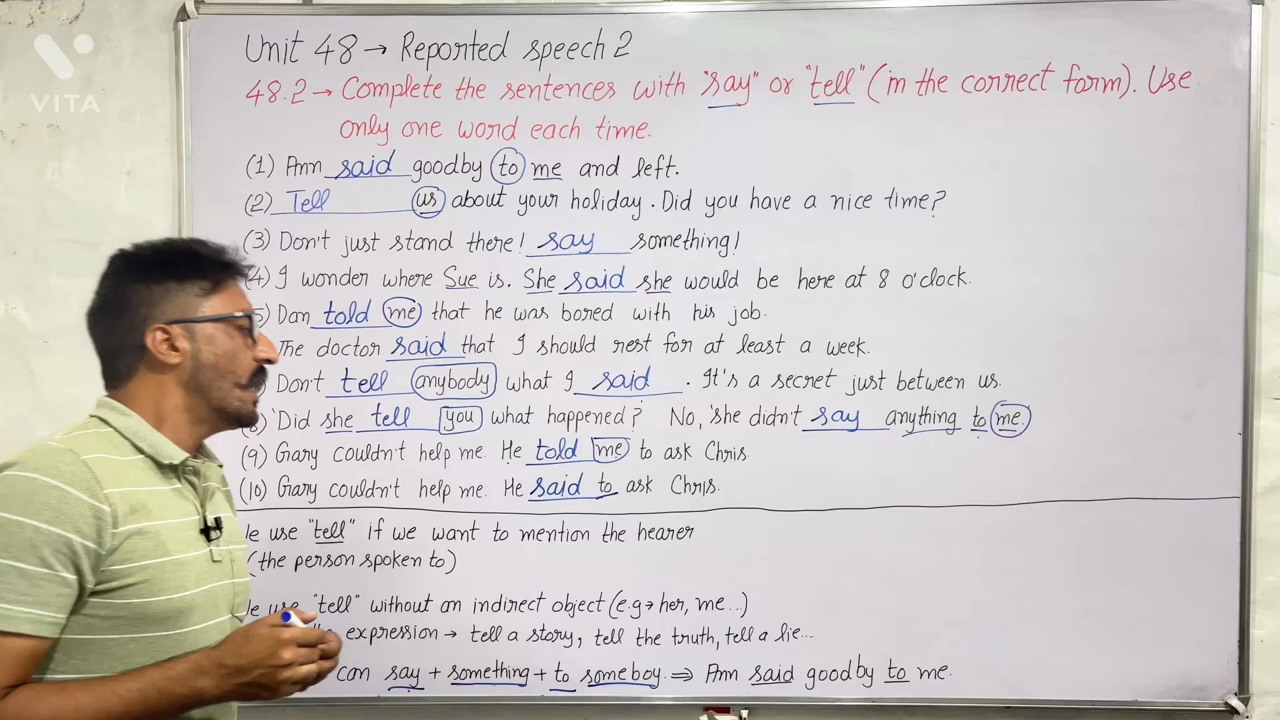 VITA
Unit 48 → Reported speech 2
48.2 → Complete the sentences with "say" or "tell" (in the correct form). Use
only one word each time.
(1) Ann said goodby to me and left.
(2) Tell us about your holiday. Did you have a nice time?
(3) Don't just stand there! say something!
(4) I wonder where Sue is. She said she would be here at 8 o'clock.
5) Dan told me that he was bored with his job.
The doctor said that I should rest for at least a week.
Don't tell anybody what I said. It's a secret just between us.
8) 'Did she tell you what happened? No, 'she didn't say anything to me.
(9) Gary couldn't help me. He told me to ask Chris.
(10) Gary couldn't help me. He said to ask Chris.
use "tell" if we want to mention the hearer
(the person spoken to)
use "tell" without an indirect object (e.g → her, me...)
expression → tell a story, tell the truth, tell a lie...
can say + something + to someboy ⇒ Ann said goodby to me.